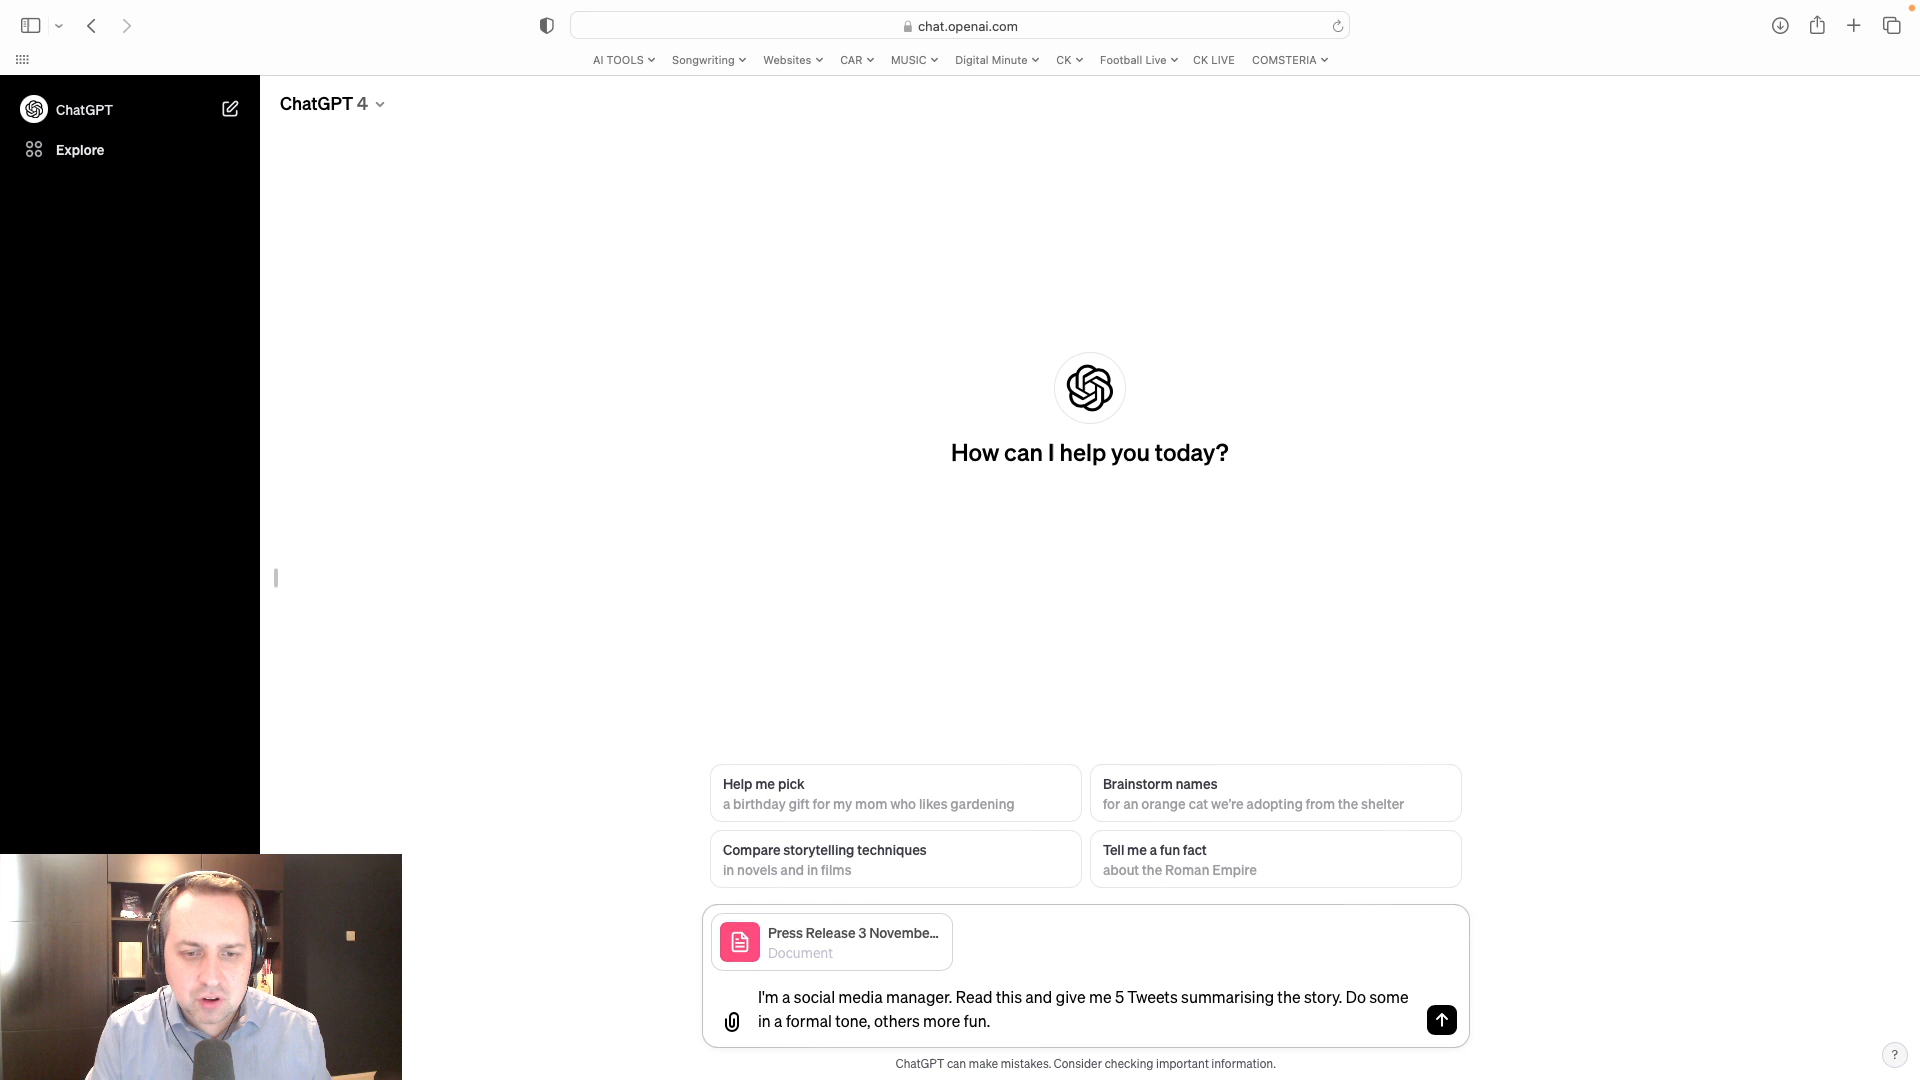 chat.openai.com
AI TOOLS Songwriting Websites CAR MUSIC Digital Minute CK Football Live CK LIVE COMSTERIA
ChatGPT
Explore
ChatGPT 4
How can I help you today?
Help me pick
a birthday gift for my mom who likes gardening
Brainstorm names
for an orange cat we're adopting from the shelter
Compare storytelling techniques
in novels and in films
Tell me a fun fact
about the Roman Empire
Press Release 3 Novembe...
Document
I'm a social media manager. Read this and give me 5 Tweets summarising the story. Do some
in a formal tone, others more fun.
ChatGPT can make mistakes. Consider checking important information.
?